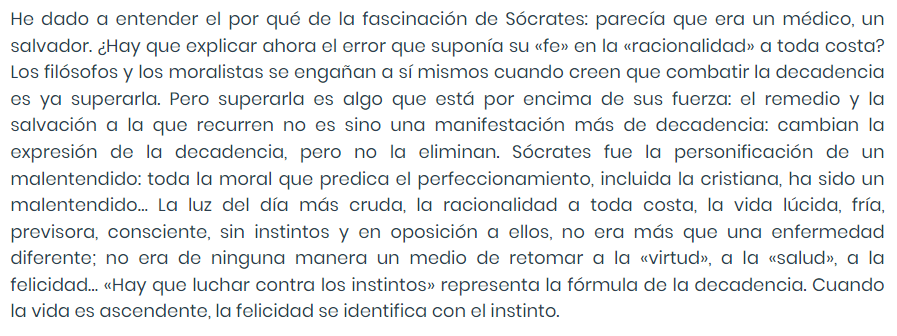 He dado a entender el por qué de la fascinación de Sócrates: parecía que era un médico, un
salvador. ¿Hay que explicar ahora el error que suponía su «fe» en la «racionalidad» a toda costa?
Los filósofos y los moralistas se engañan a sí mismos cuando creen que combatir la decadencia
es ya superarla. Pero superarla es algo que está por encima de sus fuerza: el remedio y la
salvación a la que recurren no es sino una manifestación más de decadencia: cambian la
expresión de la decadencia, pero no la eliminan. Sócrates fue la personificación de un
malentendido: toda la moral que predica el perfeccionamiento, incluida la cristiana, ha sido un
malentendido... La luz del día más cruda, la racionalidad a toda costa, la vida lúcida, fría,
previsora, consciente, sin instintos y en oposición a ellos, no era más que una enfermedad
diferente; no era de ninguna manera un medio de retomar a la «virtud», a la «salud», a la
felicidad... «Hay que luchar contra los instintos» representa la fórmula de la decadencia. Cuando
la vida es ascendente, la felicidad se identifica con el instinto.